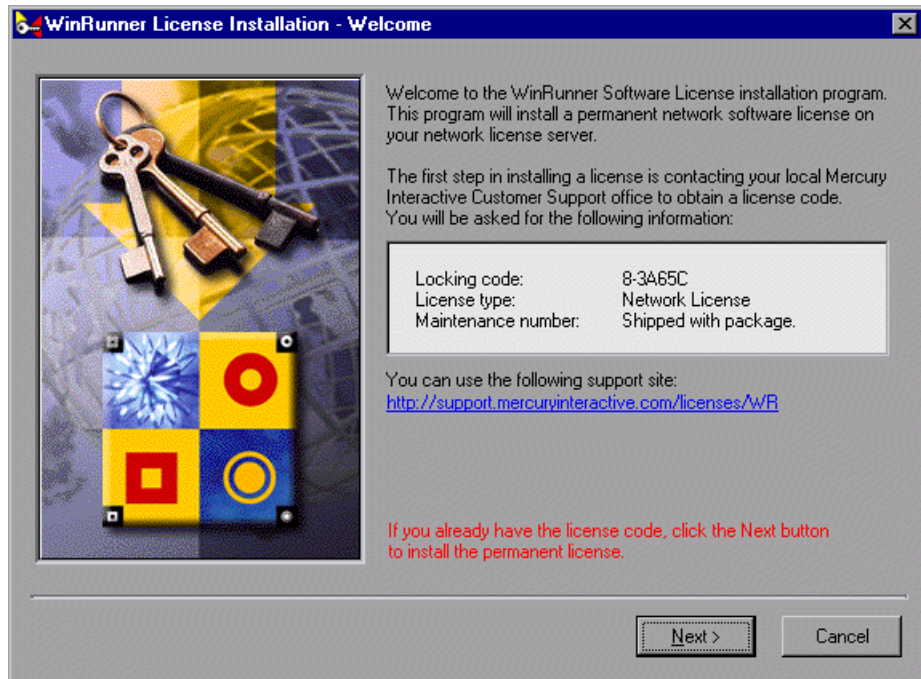 WinRunner License Installation - Welcome
Welcome to the WinRunner Software License installation program.
This program will install a permanent network software license on
your network license server.
The first step in installing a license is contacting your local Mercury
Interactive Customer Support office to obtain a license code.
You will be asked for the following information:
Locking code: 8-3A65C
License type: Network License
Maintenance number: Shipped with package.
You can use the following support site:
http://support.mercuryinteractive.com/licenses/WR
If you already have the license code, click the Next button
to install the permanent license.
Next >
Cancel